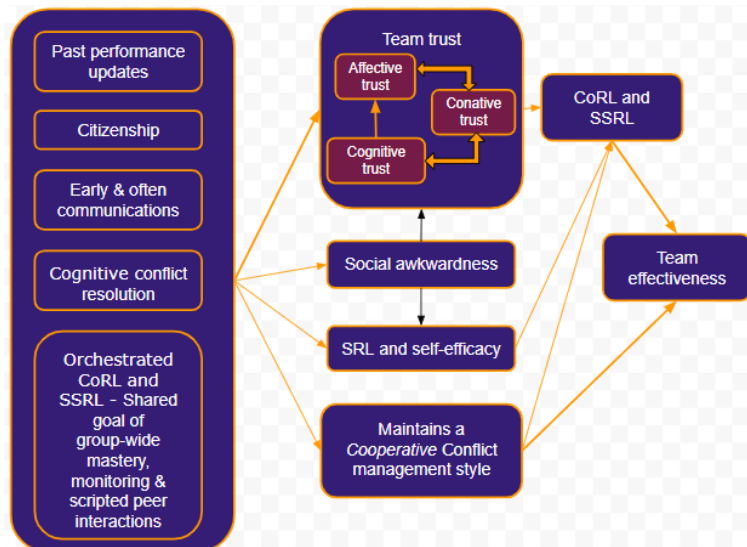 Past performance
updates
Citizenship
Early & often
communications
Cognitive conflict
resolution
Orchestrated
CoRL and
SSRL - Shared
goal of
group-wide
mastery,
monitoring &
scripted peer
interactions
Team trust
Affective
trust
Conative
trust
Cognitive
trust
Social awkwardness
SRL and self-efficacy
Maintains a
Cooperative Conflict
management style
CoRL and
SSRL
Team
effectiveness